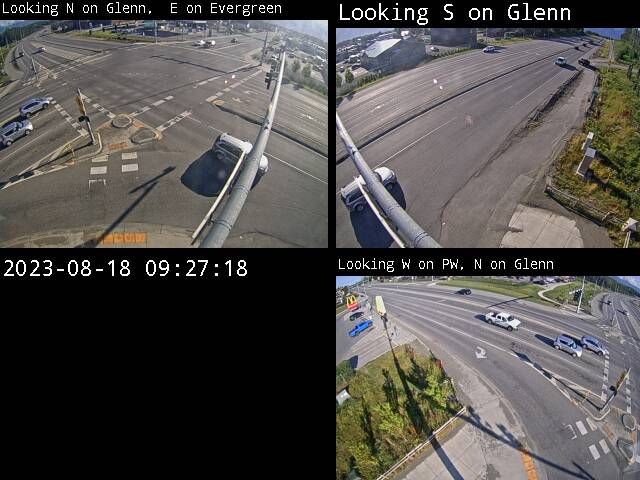 Looking N on Glenn,  E on Evergreen
Looking S on Glenn
2023-08-18 09:27:18
Looking W on PW, N on Glenn